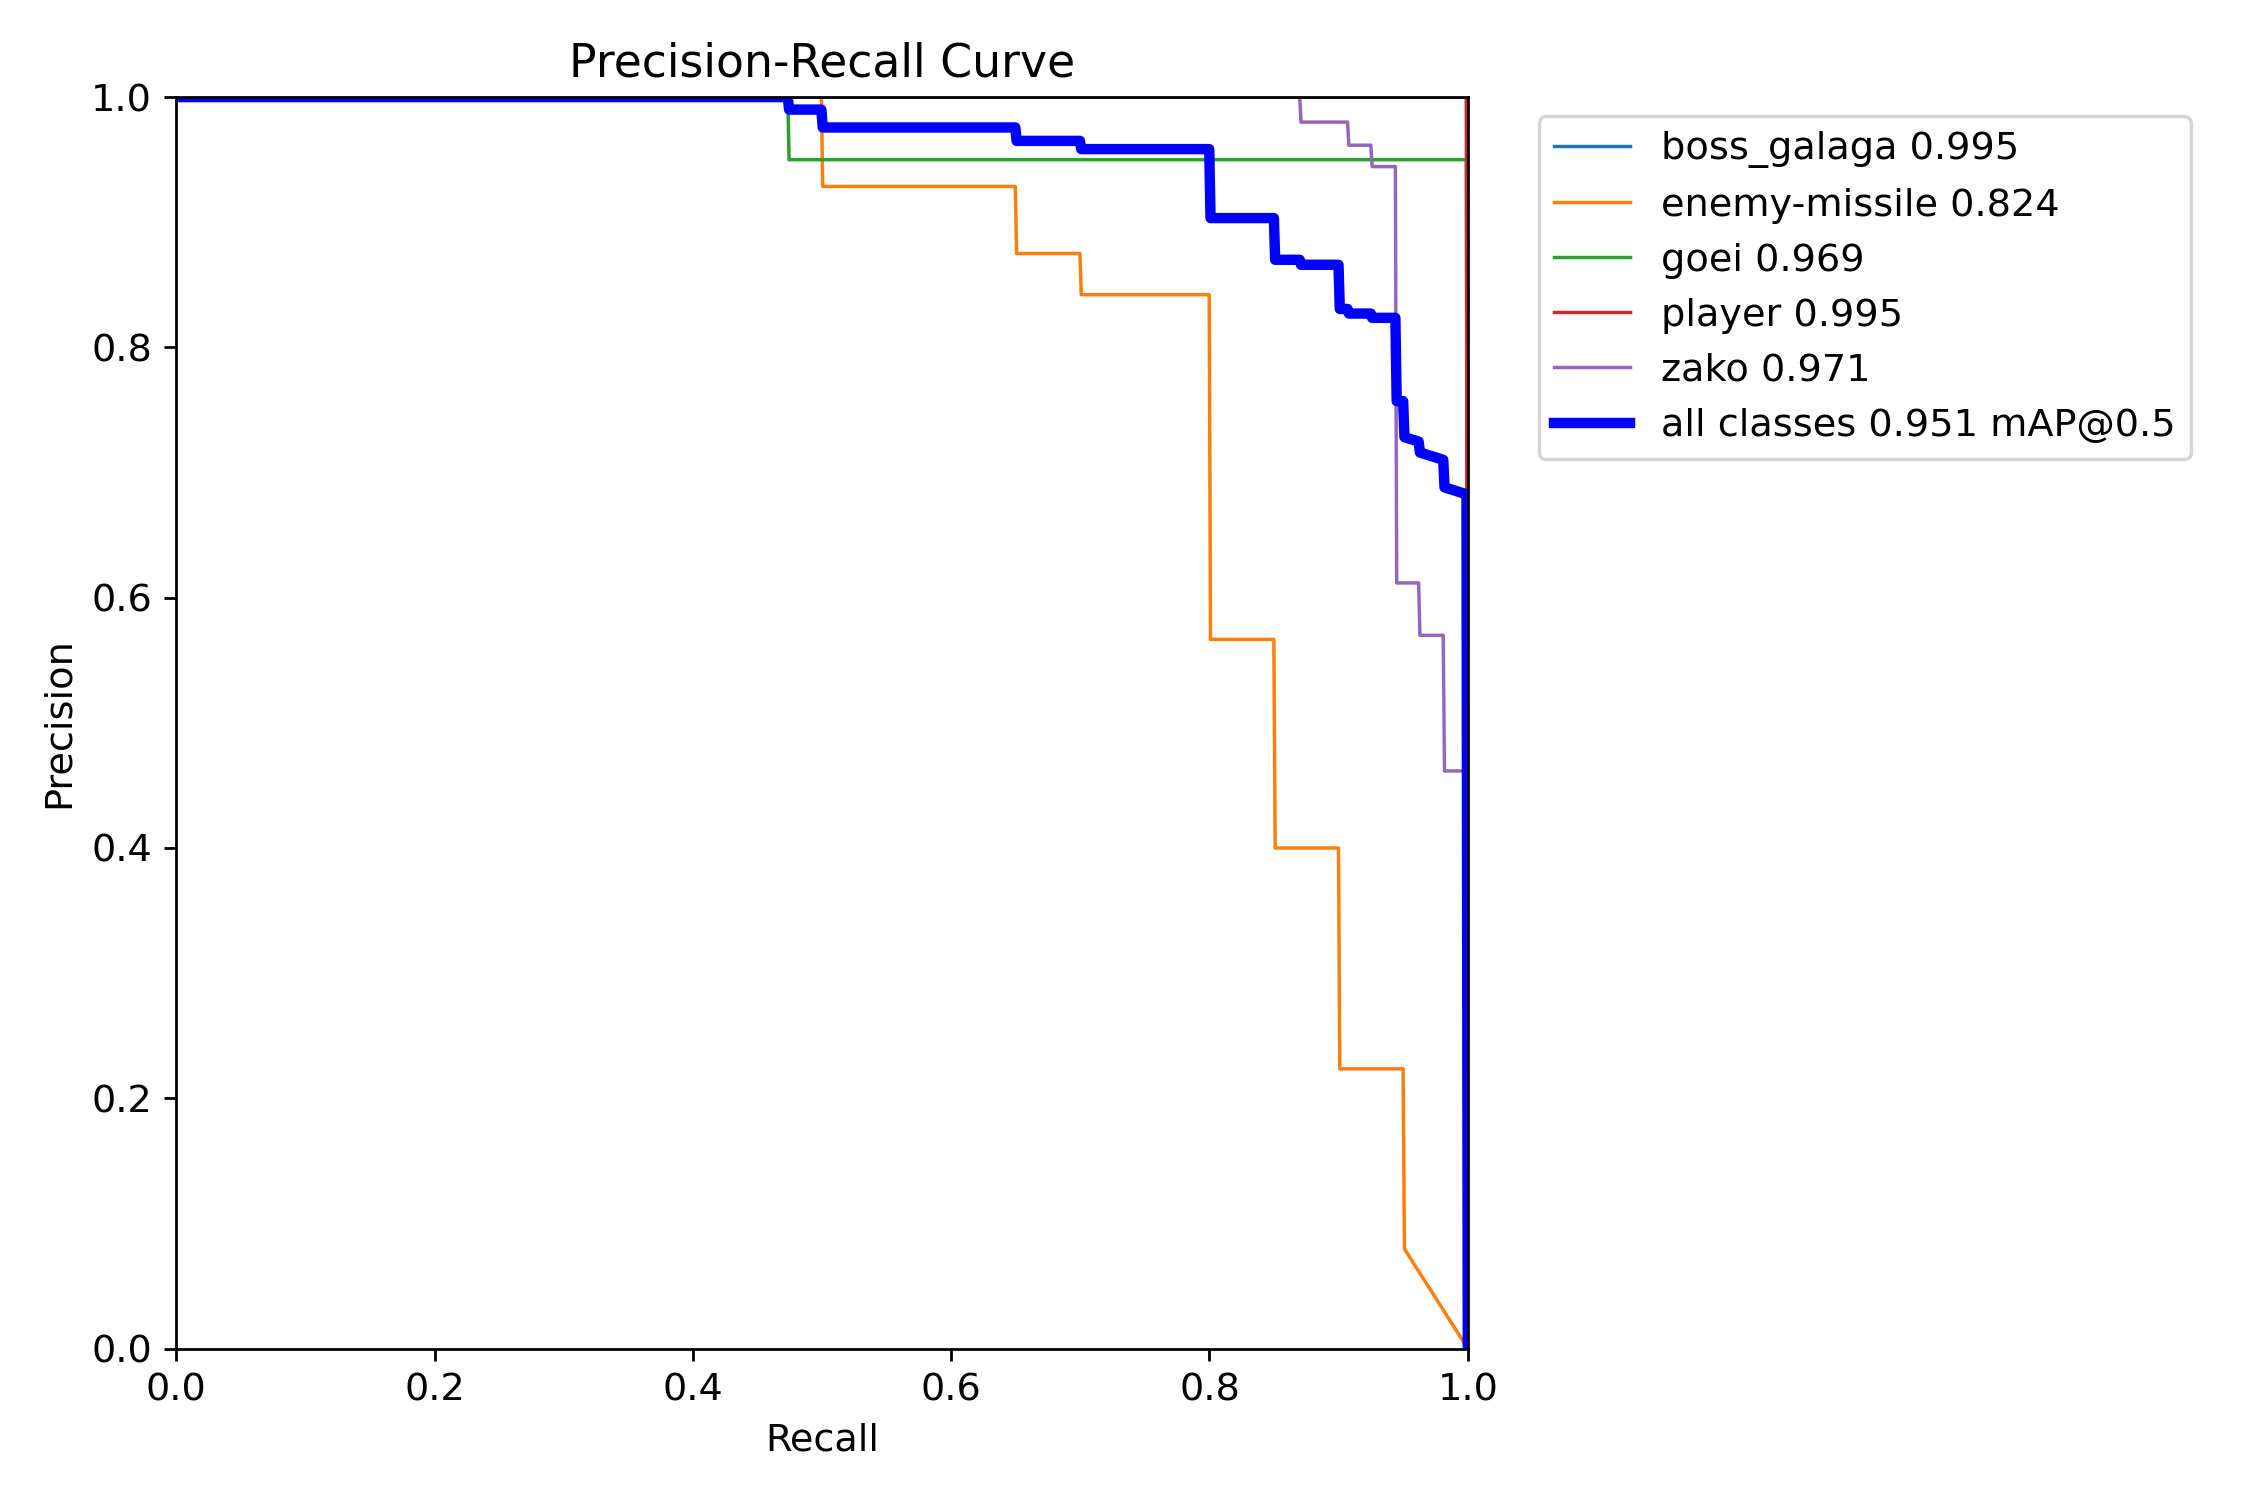 Precision-Recall Curve
1.0
0.8
0.6
0.4
0.2
0.0
Precision
0.0 0.2 0.4 0.6 0.8 1.0
Recall
boss_galaga 0.995
enemy-missile 0.824
goei 0.969
player 0.995
zako 0.971
all classes 0.951 mAP@0.5